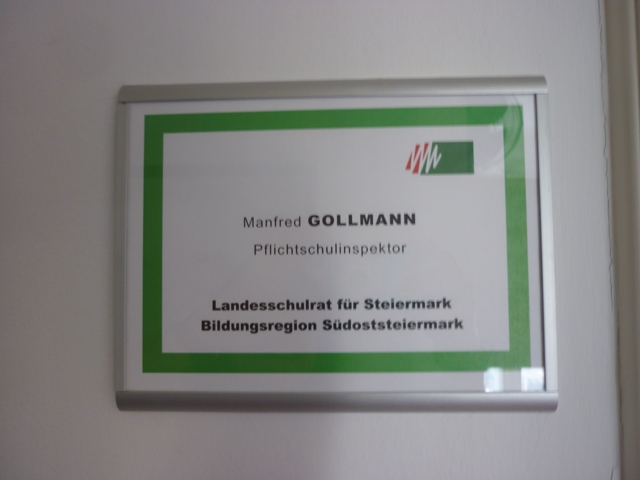 Manfred GOLLMANN
Pflichtschulinspektor
Landesschulrat für Steiermark
Bildungsregion Südoststeiermark